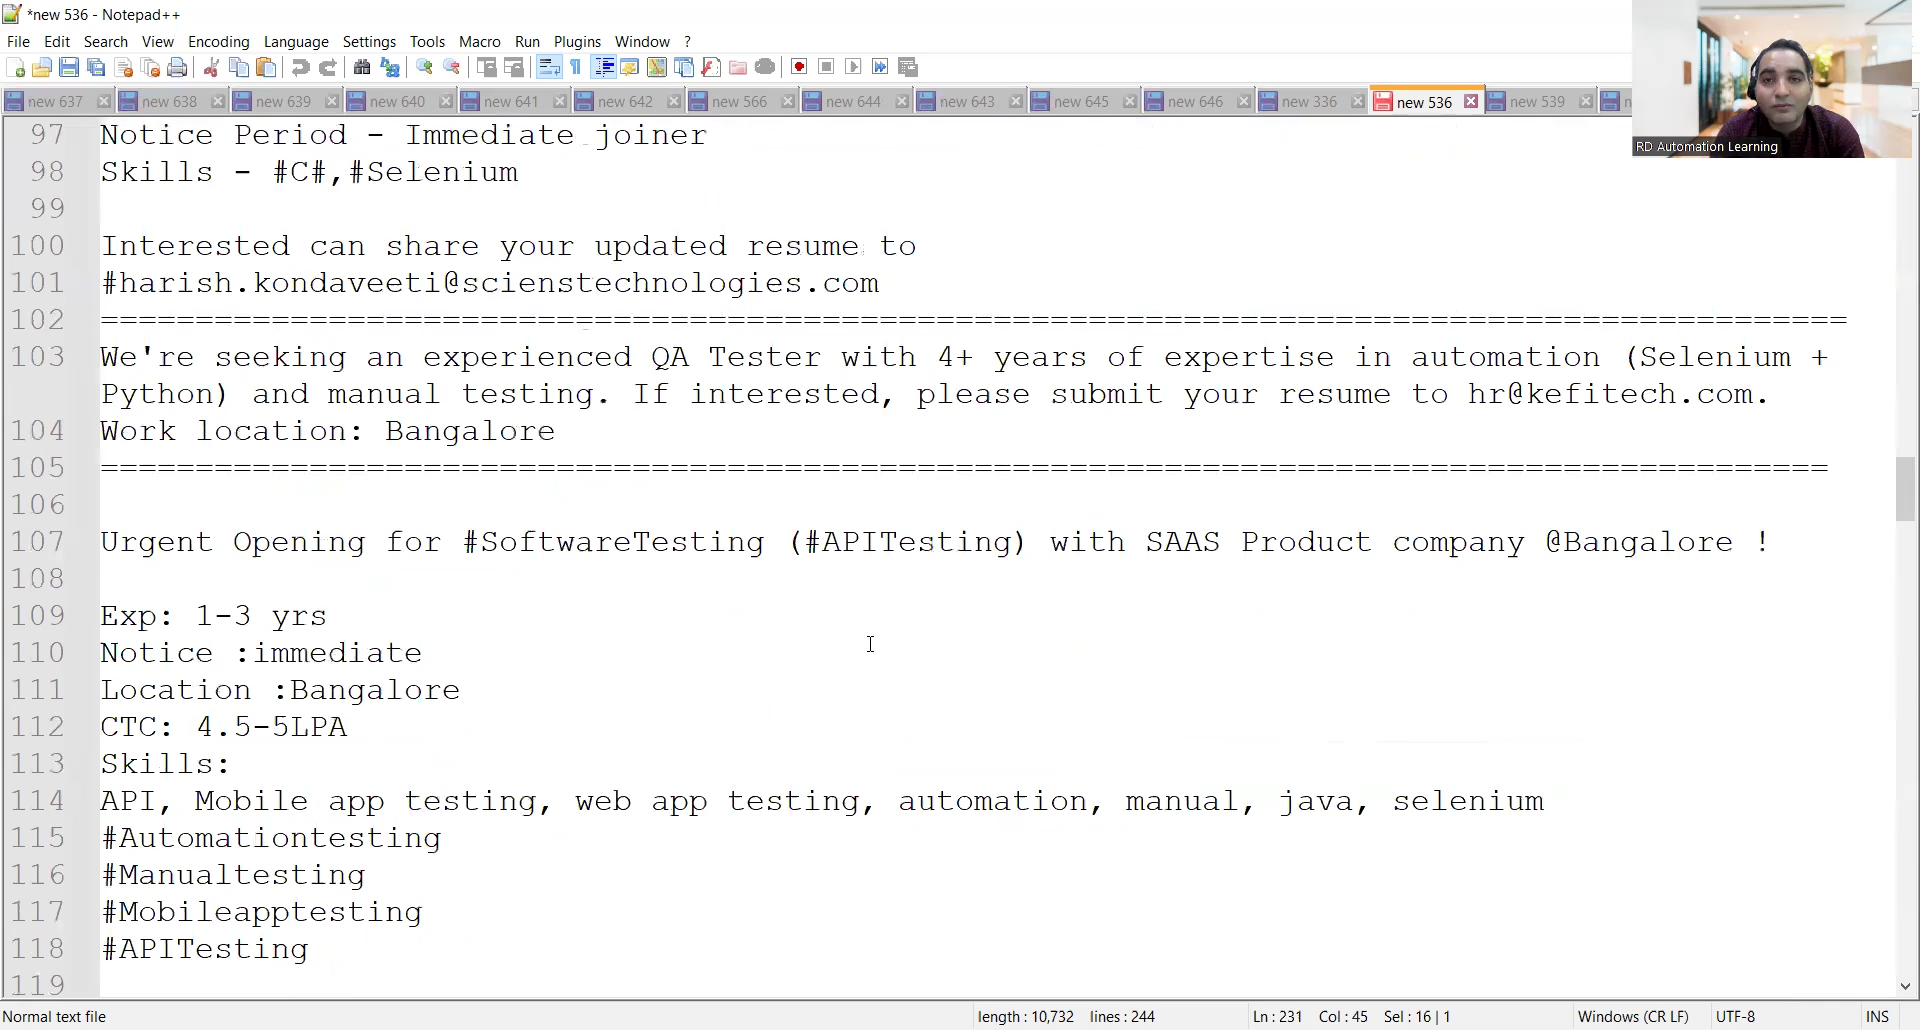 *new 536 - Notepad++
File Edit Search View Encoding Language Settings Tools Macro Run Plugins Window ?
new 637 new 638 new 639 new 640 new 641 new 642 new 566 new 644 new 643 new 645 new 646 new 336 new 536 new 539
RD Automation Learning
97 Notice Period - Immediate joiner
98 Skills - #C#,#Selenium
99
100 Interested can share your updated resume to
101 #harish.kondaveeti@scienstechnologies.com
102 ===========================================================================================
103 We're seeking an experienced QA Tester with 4+ years of expertise in automation (Selenium +
Python) and manual testing. If interested, please submit your resume to hr@kefitech.com.
104 Work location: Bangalore
105 ==========================================================================================
106
107 Urgent Opening for #SoftwareTesting (#APITesting) with SAAS Product company @Bangalore !
108
109 Exp: 1-3 yrs
110 Notice :immediate
111 Location :Bangalore
112 CTC: 4.5-5LPA
113 Skills:
114 API, Mobile app testing, web app testing, automation, manual, java, selenium
115 #Automationtesting
116 #Manualtesting
117 #Mobileapptesting
118 #APITesting
119
Normal text file length : 10,732 lines : 244 Ln : 231 Col : 45 Sel : 16 | 1 Windows (CR LF) UTF-8 INS